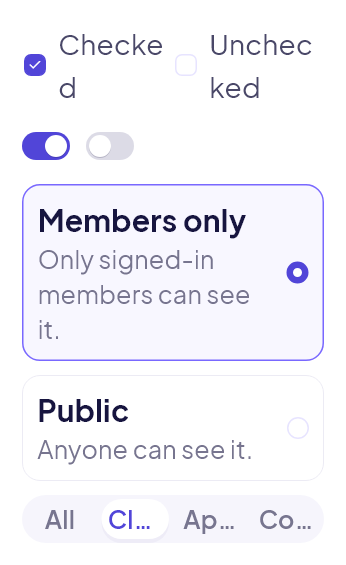 Checke
d
Unchec
ked
Members only
Only signed-in
members can see
it.
Public
Anyone can see it.
All Cl... Ap... Co...